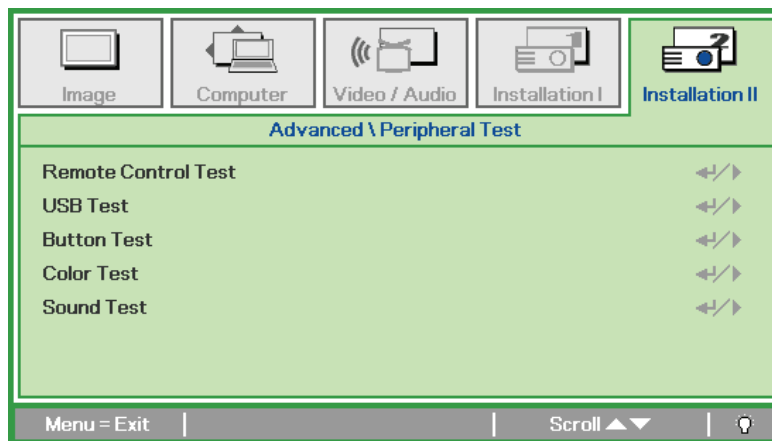 Image
Computer
Video / Audio
Installation I
Installation II
Advanced \ Peripheral Test
Remote Control Test
USB Test
Button Test
Color Test
Sound Test
Menu = Exit
Scroll ▲▼